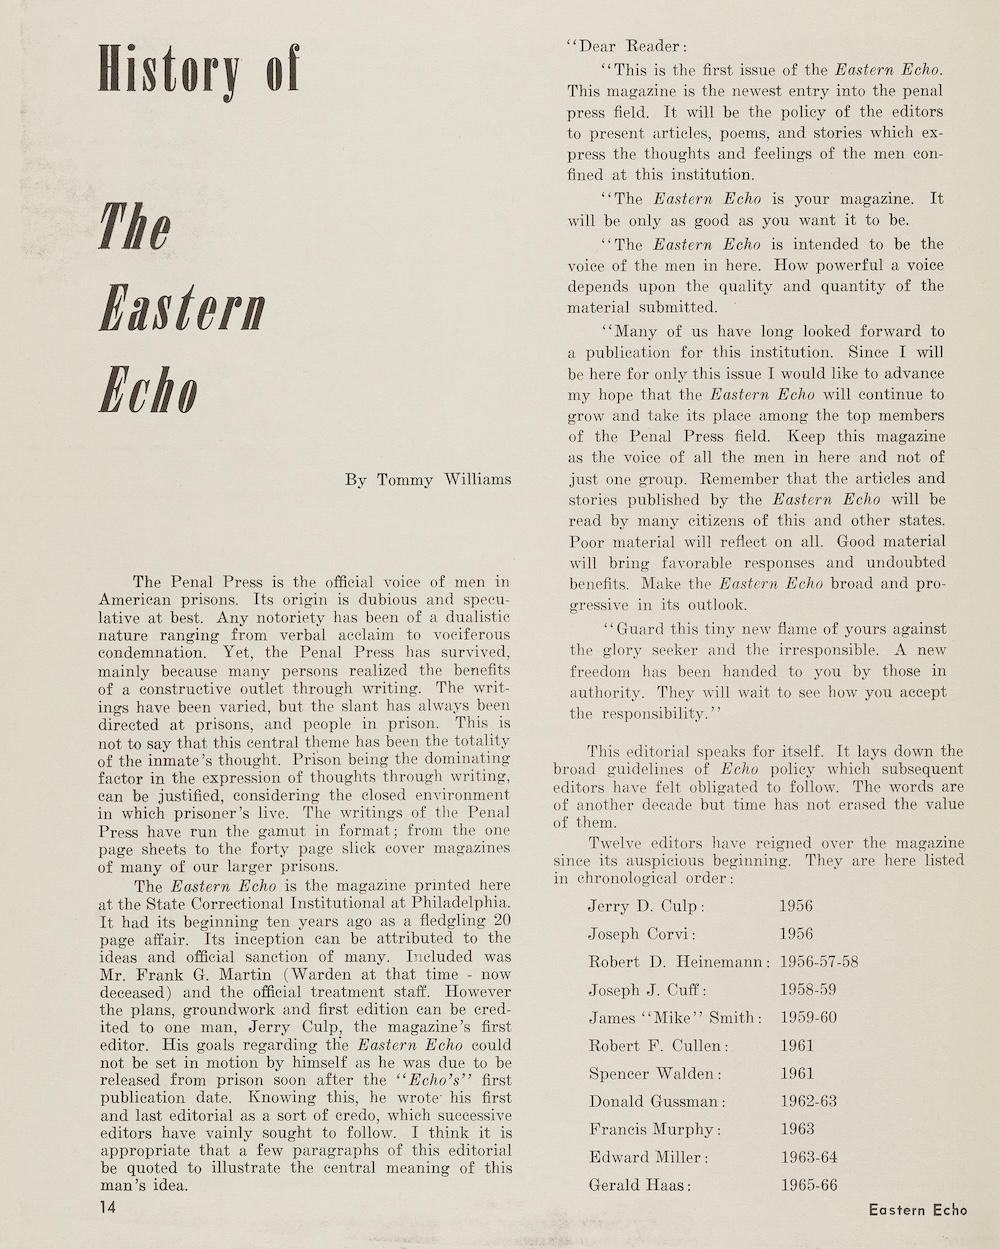 History of
The
Eastern
Echo
By Tommy Williams
The Penal Press is the official voice of men in
American prisons. Its origin is dubious and specu-
lative at best. Any notoriety has been of a dualistic
nature ranging from verbal acclaim to vociferous
condemnation. Yet, the Penal Press has survived,
mainly because many persons realized the benefits
of a constructive outlet through writing. The writ-
ings have been varied, but the slant has always been
directed at prisons, and people in prison. This is
not to say that this central theme has been the totality
of the inmate's thought. Prison being the dominating
factor in the expression of thoughts through writing,
can be justified, considering the closed environment
in which prisoner's live. The writings of the Penal
Press have run the gamut in format; from the one
page sheets to the forty page slick cover magazines
of many of our larger prisons.
The Eastern Echo is the magazine printed here
at the State Correctional Institutional at Philadelphia.
It had its beginning ten years ago as a fledgling 20
page affair. Its inception can be attributed to the
ideas and official sanction of many. Included was
Mr. Frank G. Martin (Warden at that time - now
deceased) and the official treatment staff. However
the plans, groundwork and first edition can be cred-
ited to one man, Jerry Culp, the magazine's first
editor. His goals regarding the Eastern Echo could
not be set in motion by himself as he was due to be
released from prison soon after the "Echo's" first
publication date. Knowing this, he wrote his first
and last editorial as a sort of credo, which successive
editors have vainly sought to follow. I think it is
appropriate that a few paragraphs of this editorial
be quoted to illustrate the central meaning of this
man's idea.
14
"Dear Reader:
"This is the first issue of the Eastern Echo.
This magazine is the newest entry into the penal
press field. It will be the policy of the editors
to present articles, poems, and stories which ex-
press the thoughts and feelings of the men con-
fined at this institution.
"The Eastern Echo is your magazine. It
will be only as good as you want it to be.
"The Eastern Echo is intended to be the
voice of the men in here. How powerful a voice
depends upon the quality and quantity of the
material submitted.
"Many of us have long looked forward to
a publication for this institution. Since I will
be here for only this issue I would like to advance
my hope that the Eastern Echo will continue to
grow and take its place among the top members
of the Penal Press field. Keep this magazine
as the voice of all the men in here and not of
just one group. Remember that the articles and
stories published by the Eastern Echo will be
read by many citizens of this and other states.
Poor material will reflect on all. Good material
will bring favorable responses and undoubted
benefits. Make the Eastern Echo broad and pro-
gressive in its outlook.
"Guard this tiny new flame of yours against
the glory seeker and the irresponsible. A new
freedom has been handed to you by those in
authority. They will wait to see how you accept
the responsibility."
This editorial speaks for itself. It lays down the
broad guidelines of Echo policy which subsequent
editors have felt obligated to follow. The words are
of another decade but time has not erased the value
of them.
Twelve editors have reigned over the magazine
since its auspicious beginning. They are here listed
in chronological order:
Jerry D. Culp: 1956
Joseph Corvi: 1956
Robert D. Heinemann: 1956-57-58
Joseph J. Cuff: 1958-59
James "Mike" Smith: 1959-60
Robert F. Cullen: 1961
Spencer Walden: 1961
Donald Gussman: 1962-63
Francis Murphy: 1963
Edward Miller: 1963-64
Gerald Haas: 1965-66
Eastern Echo